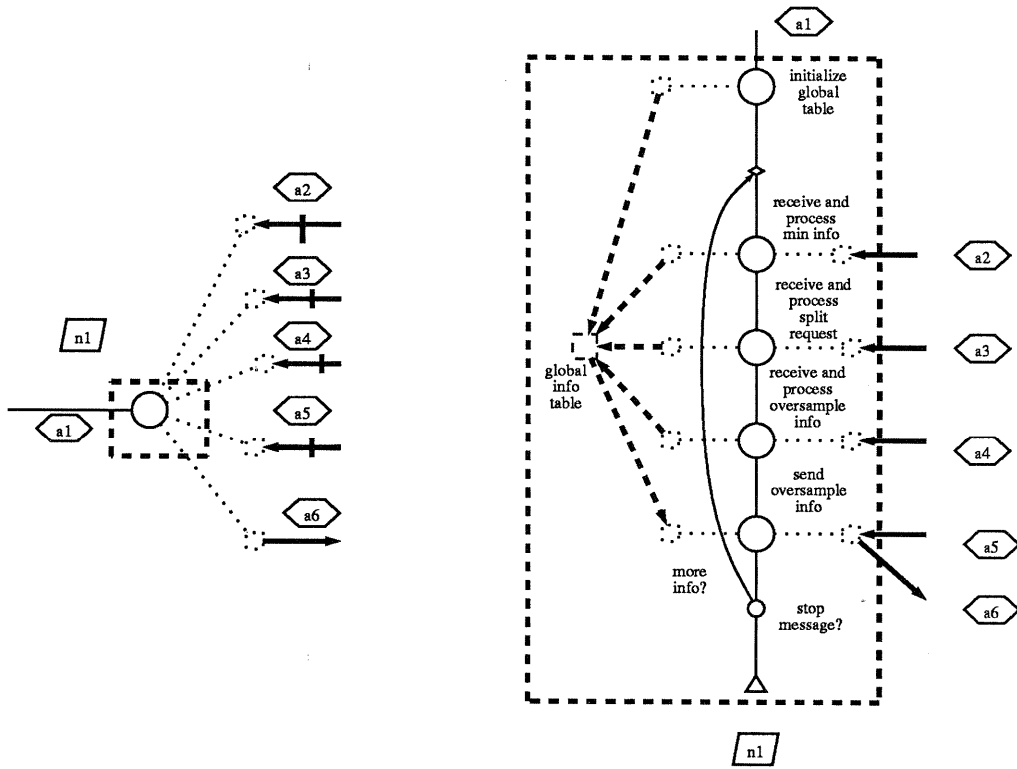 a2
a3
a4
a5
a6
n1
a1
a1
initialize
global
table
receive and
process
min info
a2
receive and
process
split
request
a3
global
info
table
receive and
process
oversample
info
a4
send
oversample
info
a5
a6
more
info?
stop
message?
n1